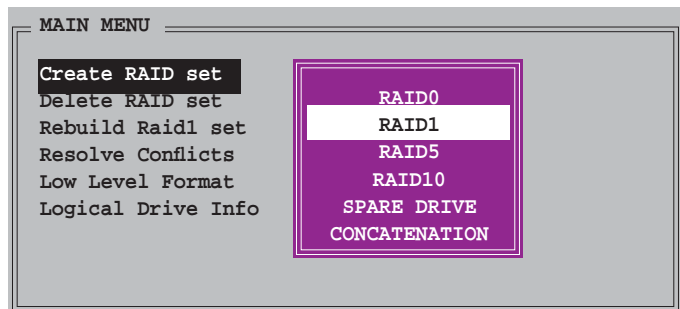 MAIN MENU
Create RAID set
Delete RAID set
Rebuild Raid1 set
Resolve Conflicts
Low Level Format
Logical Drive Info
RAID0
RAID1
RAID5
RAID10
SPARE DRIVE
CONCATENATION